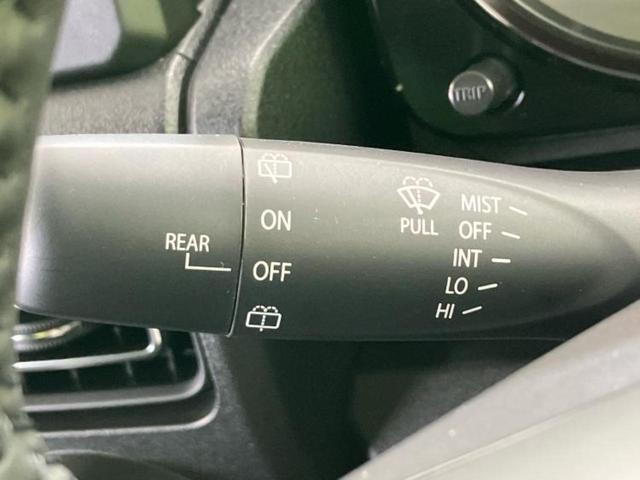 TRIP
REAR
ON
OFF
PULL
MIST
OFF
INT
LO
HI